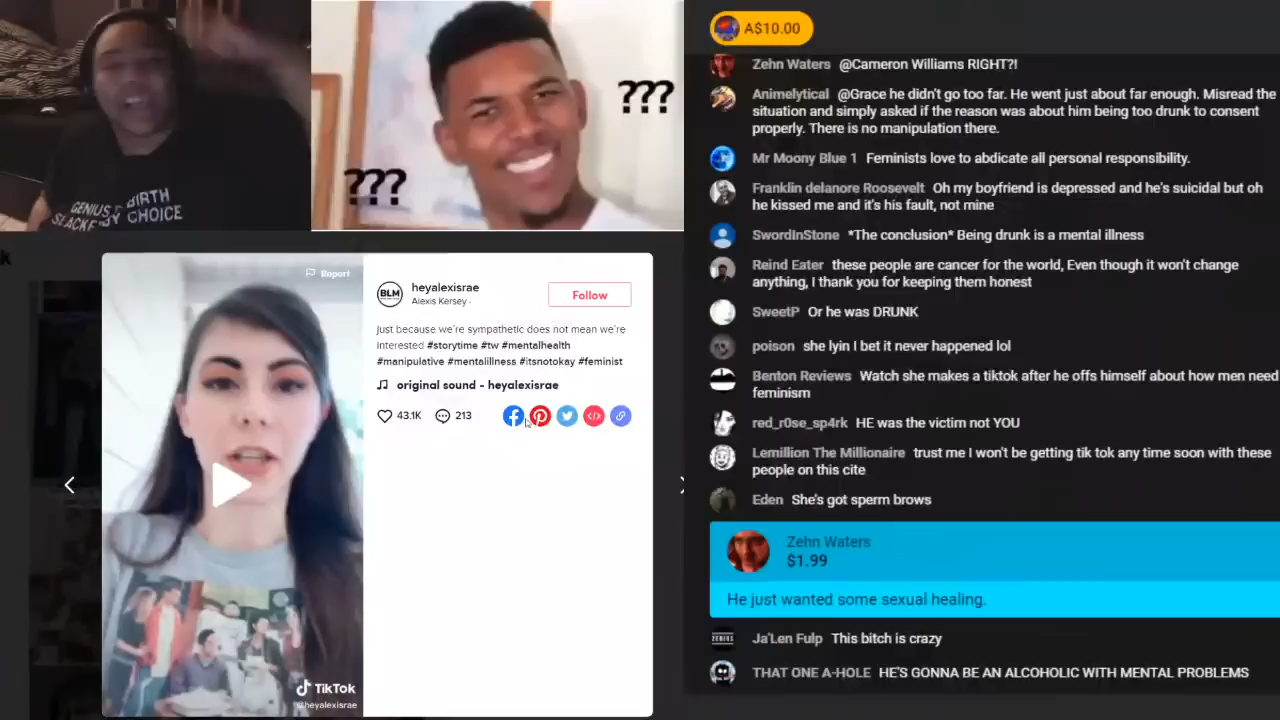 GENIUS BY BIRTH
SLACKER BY CHOICE
???
???
k
Report
TikTok
@heyalexisrae
BLM
heyalexisrae
Alexis Kersey ·
Follow
just because we're sympathetic does not mean we're
interested #storytime #tw #mentalhealth
#manipulative #mentalillness #itsnotokay #feminist
original sound - heyalexisrae
43.1K
213
A$10.00
Zehn Waters @Cameron Williams RIGHT?!
Animelytical @Grace he didn't go too far. He went just about far enough. Misread the
situation and simply asked if the reason was about him being too drunk to consent
properly. There is no manipulation there.
Mr Moony Blue 1 Feminists love to abdicate all personal responsibility.
Franklin delanore Roosevelt Oh my boyfriend is depressed and he's suicidal but oh
he kissed me and it's his fault, not mine
SwordInStone *The conclusion* Being drunk is a mental illness
Reind Eater these people are cancer for the world, Even though it won't change
anything, I thank you for keeping them honest
SweetP Or he was DRUNK
poison she lyin I bet it never happened lol
Benton Reviews Watch she makes a tiktok after he offs himself about how men need
feminism
red_r0se_sp4rk HE was the victim not YOU
Lemillion The Millionaire trust me I won't be getting tik tok any time soon with these
people on this cite
Eden She's got sperm brows
Zehn Waters
$1.99
He just wanted some sexual healing.
Ja'Len Fulp This bitch is crazy
THAT ONE A-HOLE HE'S GONNA BE AN ALCOHOLIC WITH MENTAL PROBLEMS